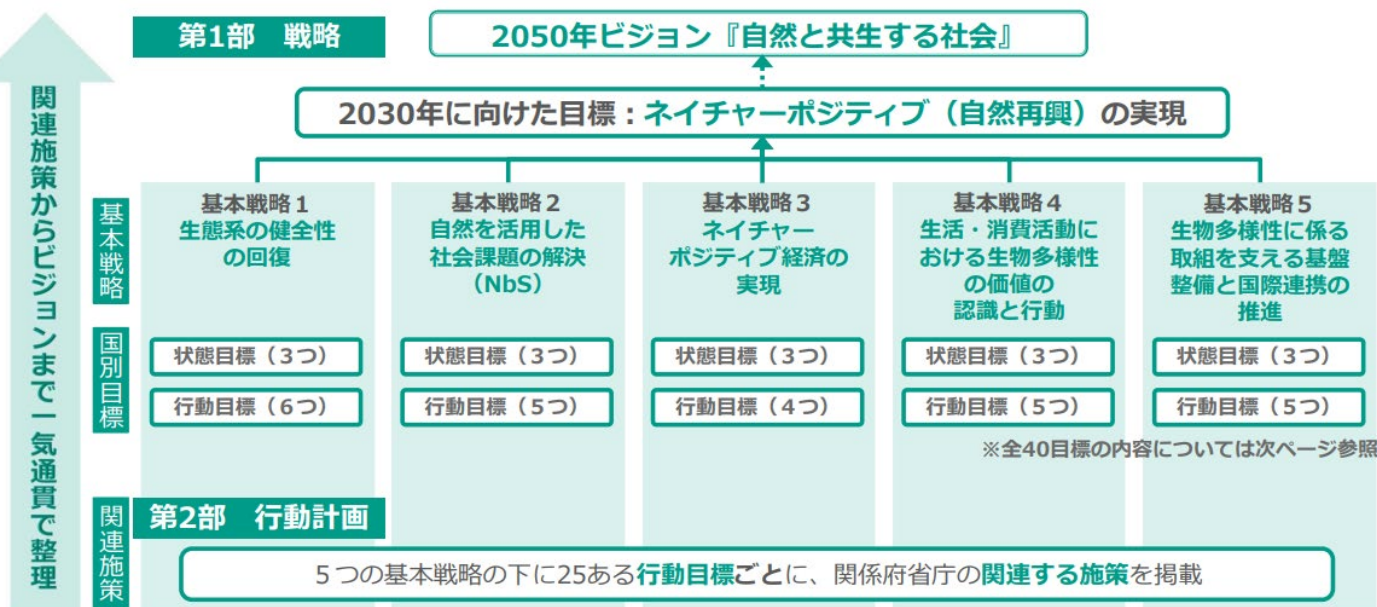 第1部 戦略
2050年ビジョン『自然と共生する社会』
2030年に向けた目標：ネイチャーポジティブ（自然再興）の実現
関連施策からビジョンまで一気通貫で整理
基本戦略
基本戦略１
生態系の健全性
の回復
基本戦略２
自然を活用した
社会課題の解決
（NbS）
基本戦略３
ネイチャー
ポジティブ経済の
実現
基本戦略４
生活・消費活動に
おける生物多様性
の価値の
認識と行動
基本戦略５
生物多様性に係る
取組を支える基盤
整備と国際連携の
推進
国別目標
状態目標（３つ）
状態目標（３つ）
状態目標（３つ）
状態目標（３つ）
状態目標（３つ）
行動目標（６つ）
行動目標（５つ）
行動目標（４つ）
行動目標（５つ）
行動目標（５つ）
※全40目標の内容については次ページ参照
関連施策
第2部 行動計画
５つの基本戦略の下に25ある行動目標ごとに、関係府省庁の関連する施策を掲載